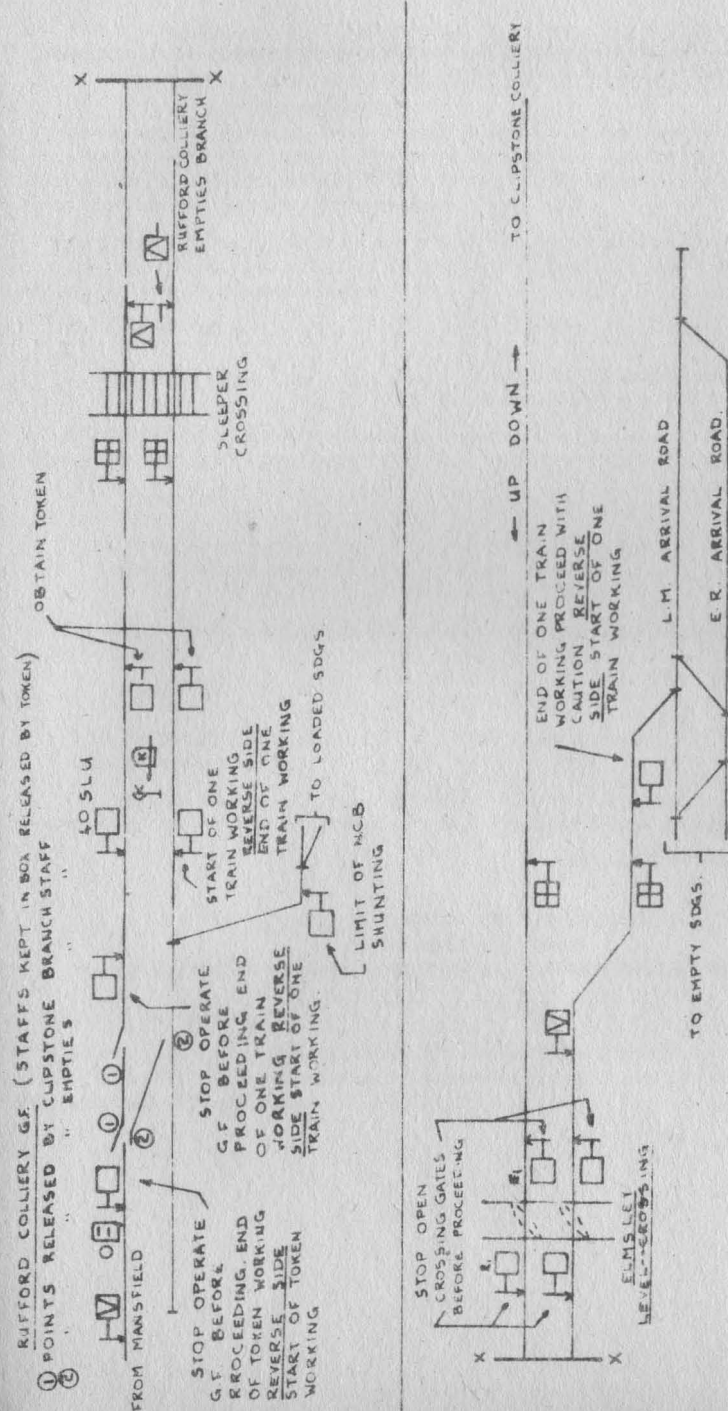 RUFFORD COLLIERY G.F. (STAFFS KEPT IN BOX RELEASED BY TOKEN)
① POINTS RELEASED BY CLIPSTONE BRANCH STAFF
② " " " EMPTIES "
FROM MANSFIELD
STOP OPERATE
G.F BEFORE
PROCEEDING. END
OF TOKEN WORKING
REVERSE SIDE
START OF TOKEN
WORKING
①
①
②
②
STOP OPERATE
G.F BEFORE
PROCEEDING END
OF ONE TRAIN
WORKING REVERSE
SIDE START OF ONE
TRAIN WORKING.
40 SLU
START OF ONE
TRAIN WORKING
REVERSE SIDE
END OF ONE
TRAIN WORKING
TO LOADED SDGS.
LIMIT OF N.C.B
SHUNTING
OBTAIN TOKEN
SLEEPER
CROSSING
RUFFORD COLLIERY
EMPTIES BRANCH
X
X
X
X
STOP OPEN
CROSSING GATES
BEFORE PROCEEDING
R,
ELMSLEY
LEVEL CROSSING
← UP DOWN →
TO CLIPSTONE COLLIERY
END OF ONE TRAIN
WORKING PROCEED WITH
CAUTION. REVERSE
SIDE START OF ONE
TRAIN WORKING
L.M. ARRIVAL ROAD
E.R. ARRIVAL ROAD.
TO EMPTY SDGS.